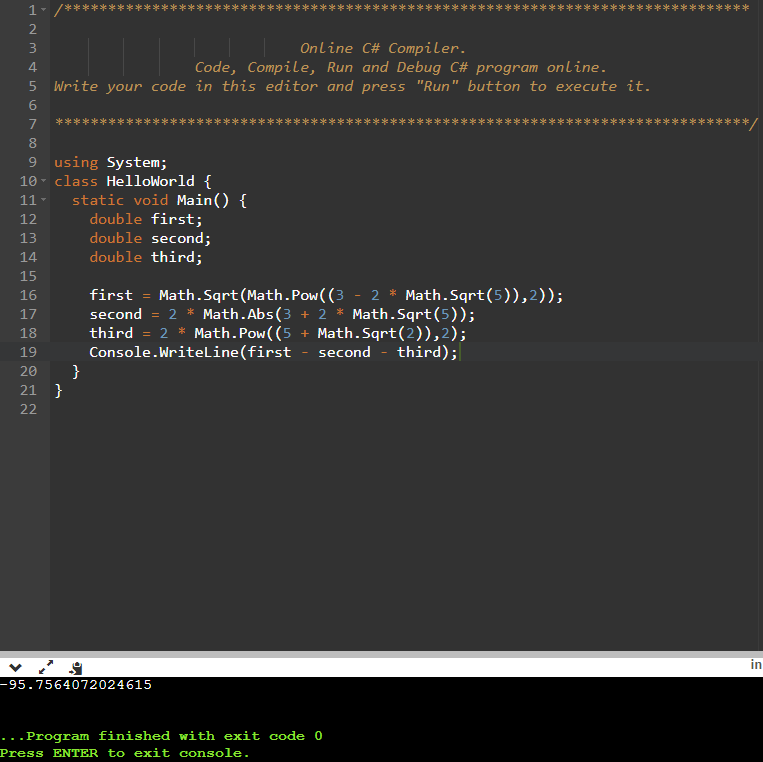 1 /******************************************************************************
2
3 Online C# Compiler.
4 Code, Compile, Run and Debug C# program online.
5 Write your code in this editor and press "Run" button to execute it.
6
7 *******************************************************************************/
8
9 using System;
10 class HelloWorld {
11 static void Main() {
12 double first;
13 double second;
14 double third;
15
16 first = Math.Sqrt(Math.Pow((3 - 2 * Math.Sqrt(5)),2));
17 second = 2 * Math.Abs(3 + 2 * Math.Sqrt(5));
18 third = 2 * Math.Pow((5 + Math.Sqrt(2)),2);
19 Console.WriteLine(first - second - third);
20 }
21 }
22
in
-95.7564072024615
...Program finished with exit code 0
Press ENTER to exit console.